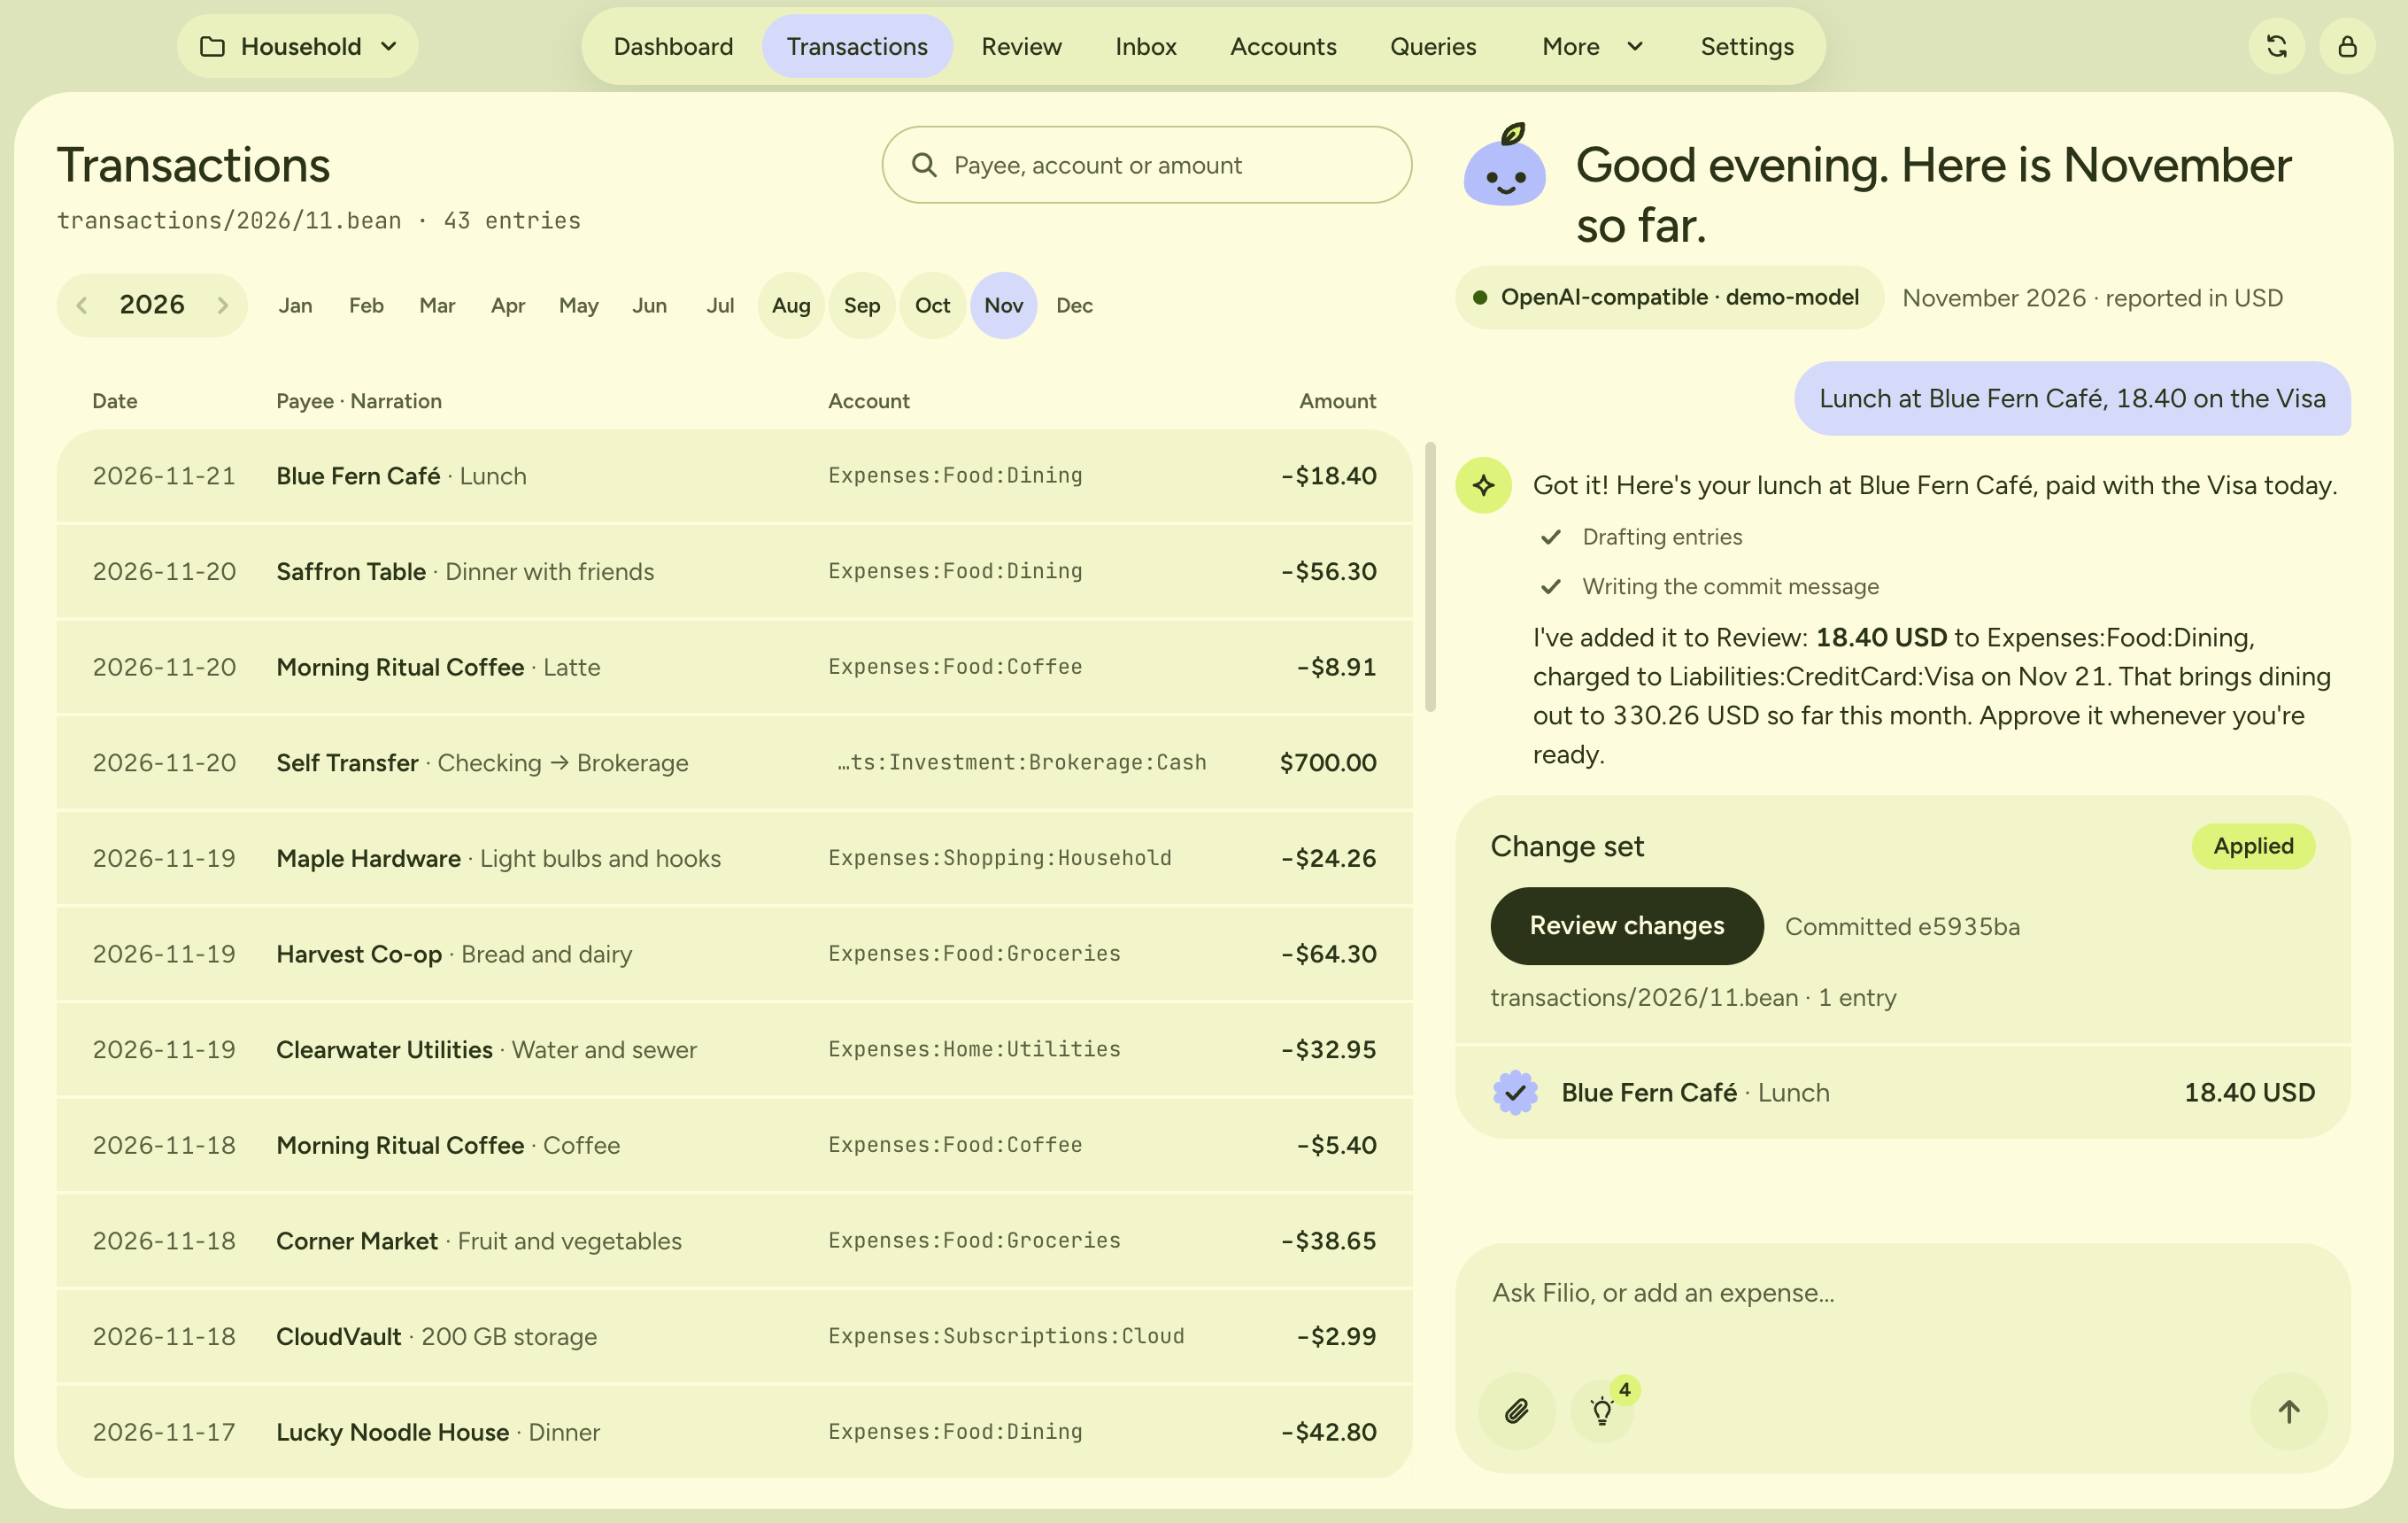 Household
Dashboard Transactions Review Inbox Accounts Queries More Settings
Transactions
transactions/2026/11.bean · 43 entries
Payee, account or amount
2026 Jan Feb Mar Apr May Jun Jul Aug Sep Oct Nov Dec
Date Payee · Narration Account Amount
2026-11-21 Blue Fern Café · Lunch Expenses:Food:Dining -$18.40
2026-11-20 Saffron Table · Dinner with friends Expenses:Food:Dining -$56.30
2026-11-20 Morning Ritual Coffee · Latte Expenses:Food:Coffee -$8.91
2026-11-20 Self Transfer · Checking → Brokerage …ts:Investment:Brokerage:Cash $700.00
2026-11-19 Maple Hardware · Light bulbs and hooks Expenses:Shopping:Household -$24.26
2026-11-19 Harvest Co-op · Bread and dairy Expenses:Food:Groceries -$64.30
2026-11-19 Clearwater Utilities · Water and sewer Expenses:Home:Utilities -$32.95
2026-11-18 Morning Ritual Coffee · Coffee Expenses:Food:Coffee -$5.40
2026-11-18 Corner Market · Fruit and vegetables Expenses:Food:Groceries -$38.65
2026-11-18 CloudVault · 200 GB storage Expenses:Subscriptions:Cloud -$2.99
2026-11-17 Lucky Noodle House · Dinner Expenses:Food:Dining -$42.80
Good evening. Here is November
so far.
OpenAI-compatible · demo-model November 2026 · reported in USD
Lunch at Blue Fern Café, 18.40 on the Visa
Got it! Here's your lunch at Blue Fern Café, paid with the Visa today.
Drafting entries
Writing the commit message
I've added it to Review: 18.40 USD to Expenses:Food:Dining,
charged to Liabilities:CreditCard:Visa on Nov 21. That brings dining
out to 330.26 USD so far this month. Approve it whenever you're
ready.
Change set Applied
Review changes Committed e5935ba
transactions/2026/11.bean · 1 entry
Blue Fern Café · Lunch 18.40 USD
Ask Filio, or add an expense…
4